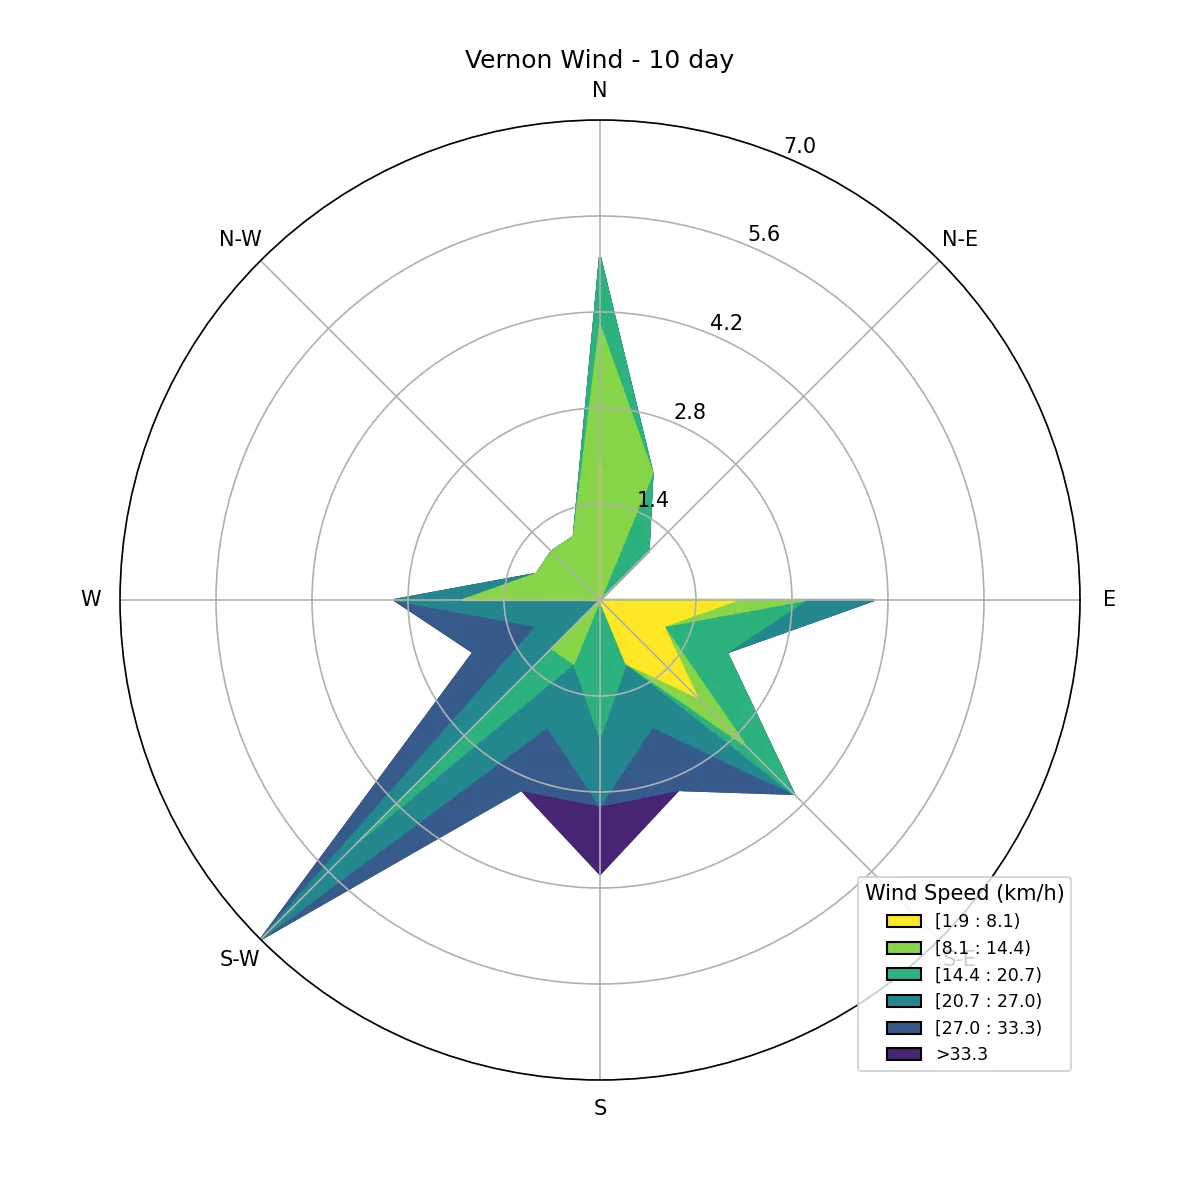 Vernon Wind - 10 day
N
7.0
N-W
5.6
N-E
4.2
2.8
1.4
W
E
Wind Speed (km/h)
[1.9 : 8.1)
[8.1 : 14.4)
S-W
S-E
[14.4 : 20.7)
[20.7 : 27.0)
[27.0 : 33.3)
>33.3
S